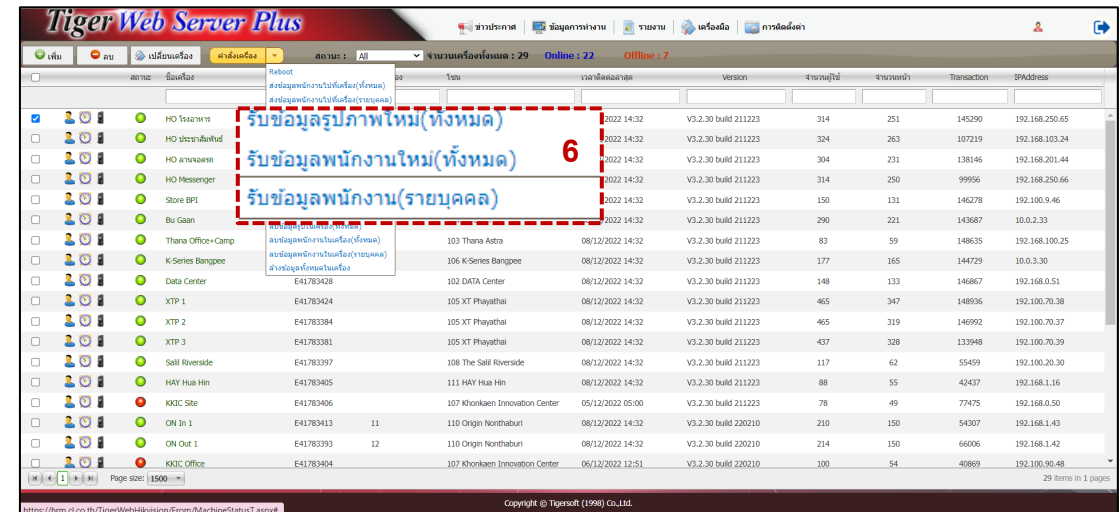 Tiger Web Server Plus
ข่าวประกาศ ข้อมูลการทำงาน รายงาน เครื่องมือ การติดตั้งค่า
เพิ่ม ลบ เปลี่ยนเครื่อง คำสั่งเครื่อง สถานะ : All จำนวนเครื่องทั้งหมด : 29 Online : 22 Offline : 7
สถานะ ชื่อเครื่อง โซน เวลาติดต่อล่าสุด Version จำนวนผู้ใช้ จำนวนหน้า Transaction IPAddress
Reboot
ส่งข้อมูลพนักงานไปที่เครื่อง(ทั้งหมด)
ส่งข้อมูลพนักงานไปที่เครื่อง(รายบุคคล)
รับข้อมูลรูปภาพใหม่(ทั้งหมด)
รับข้อมูลพนักงานใหม่(ทั้งหมด)
รับข้อมูลพนักงาน(รายบุคคล)
6
ลบข้อมูลรูปในเครื่อง(ทั้งหมด)
ลบข้อมูลพนักงานในเครื่อง(ทั้งหมด)
ลบข้อมูลพนักงานในเครื่อง(รายบุคคล)
ล้างข้อมูลทั้งหมดในเครื่อง
HO โรงอาหาร 2022 14:32 V3.2.30 build 211223 314 251 145290 192.168.250.65
HO ประชาสัมพันธ์ 2022 14:32 V3.2.30 build 211223 324 263 107219 192.168.103.24
HO ลานจอดรถ 2022 14:32 V3.2.30 build 211223 304 231 138146 192.168.201.44
HO Messenger 2022 14:32 V3.2.30 build 211223 314 250 99956 192.168.250.66
Store BPI 2022 14:32 V3.2.30 build 211223 150 131 146278 192.100.9.46
Bu Gaan 2022 14:32 V3.2.30 build 211223 290 221 143687 10.0.2.33
Thana Office+Camp 103 Thana Astra 08/12/2022 14:32 V3.2.30 build 211223 83 59 148635 192.168.100.25
K-Series Bangpee 106 K-Series Bangpee 08/12/2022 14:32 V3.2.30 build 211223 177 165 144729 10.0.3.30
Data Center E41783428 102 DATA Center 08/12/2022 14:32 V3.2.30 build 211223 148 133 146867 192.168.0.51
XTP 1 E41783424 105 XT Phayathai 08/12/2022 14:32 V3.2.30 build 211223 465 347 148936 192.100.70.38
XTP 2 E41783384 105 XT Phayathai 08/12/2022 14:32 V3.2.30 build 211223 465 319 146992 192.100.70.37
XTP 3 E41783381 105 XT Phayathai 08/12/2022 14:32 V3.2.30 build 211223 437 328 133948 192.100.70.39
Salil Riverside E41783397 108 The Salil Riverside 08/12/2022 14:32 V3.2.30 build 211223 117 62 55459 192.100.20.30
HAY Hua Hin E41783405 111 HAY Hua Hin 08/12/2022 14:32 V3.2.30 build 211223 88 55 42437 192.168.1.16
KKIC Site E41783406 107 Khonkaen Innovation Center 05/12/2022 05:00 V3.2.30 build 211223 78 49 77475 192.168.0.50
ON In 1 E41783413 11 110 Origin Nonthaburi 08/12/2022 14:32 V3.2.30 build 220210 210 150 54307 192.168.1.43
ON Out 1 E41783393 12 110 Origin Nonthaburi 08/12/2022 14:32 V3.2.30 build 220210 214 150 66006 192.168.1.42
KKIC Office E41783404 107 Khonkaen Innovation Center 06/12/2022 12:51 V3.2.30 build 220210 100 54 40869 192.100.90.48
1 Page size: 1500 29 items in 1 pages
Copyright © Tigersoft (1998) Co.,Ltd.
https://hrm.cl.co.th/TigerWebHikvision/From/MachineStatusT.aspx#